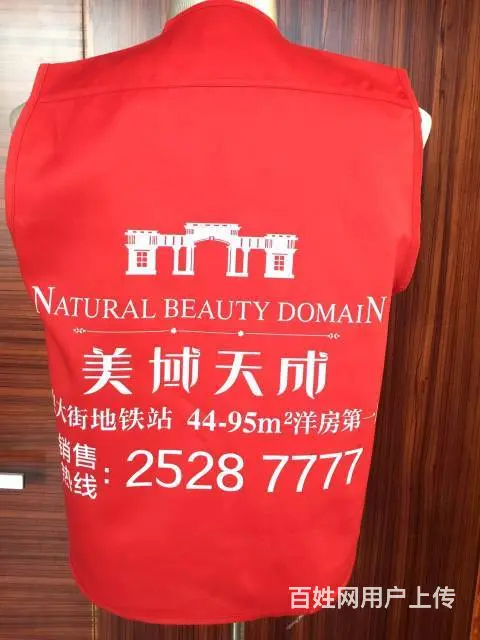 NATURAL BEAUTY DOMAIN
美域天成
大街地铁站 44-95m²洋房第一
销售热线：2528 7777
百姓网用户上传